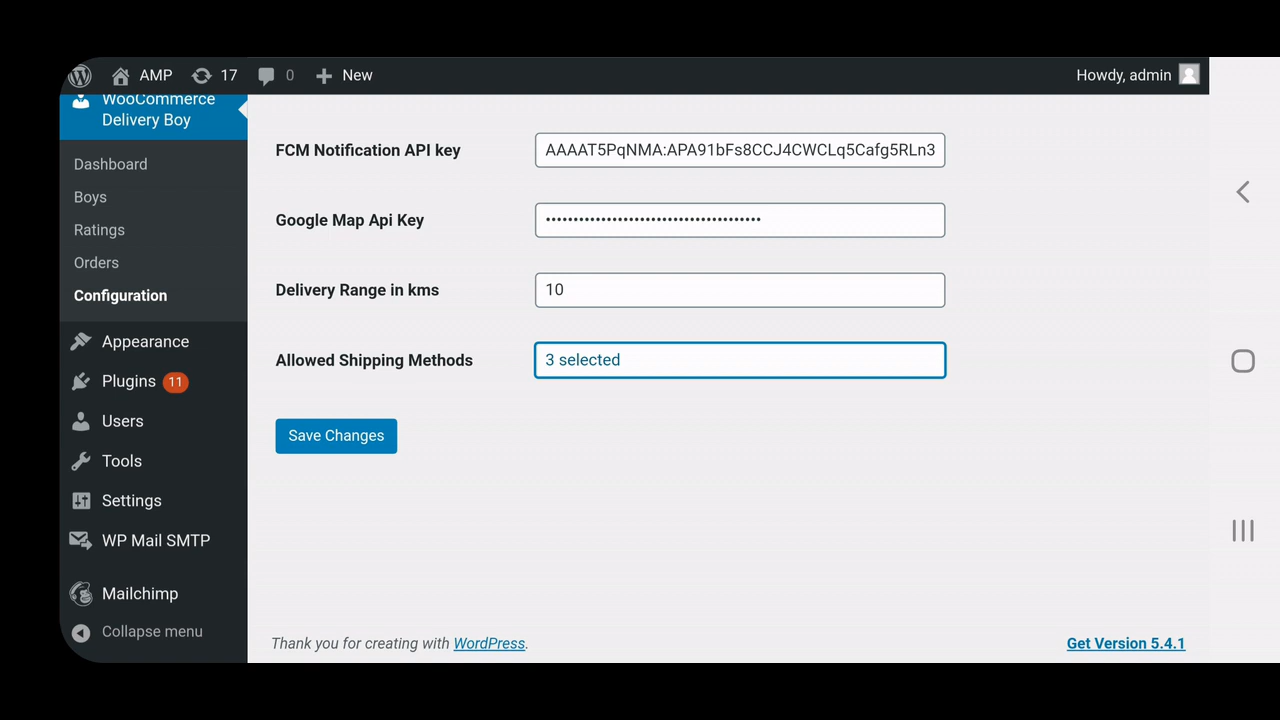 AMP 17 0 New Howdy, admin
WooCommerce
Delivery Boy
Dashboard
Boys
Ratings
Orders
Configuration
Appearance
Plugins 11
Users
Tools
Settings
WP Mail SMTP
Mailchimp
Collapse menu
FCM Notification API key AAAAT5PqNMA:APA91bFs8CCJ4CWCLq5Cafg5RLn3
Google Map Api Key •••••••••••••••••••••••••••••••••••••••
Delivery Range in kms 10
Allowed Shipping Methods 3 selected
Save Changes
Thank you for creating with WordPress. Get Version 5.4.1